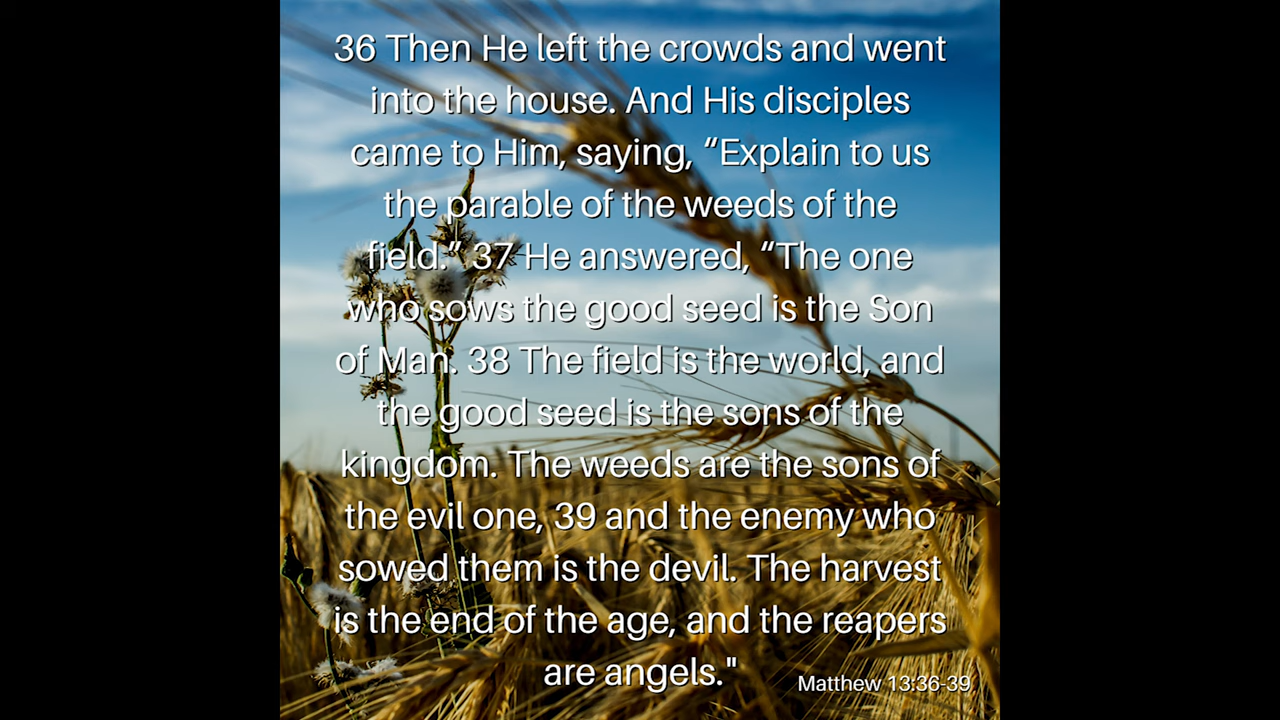 36 Then He left the crowds and went
into the house. And His disciples
came to Him, saying, “Explain to us
the parable of the weeds of the
field.” 37 He answered, “The one
who sows the good seed is the Son
of Man. 38 The field is the world, and
the good seed is the sons of the
kingdom. The weeds are the sons of
the evil one, 39 and the enemy who
sowed them is the devil. The harvest
is the end of the age, and the reapers
are angels."
Matthew 13:36-39